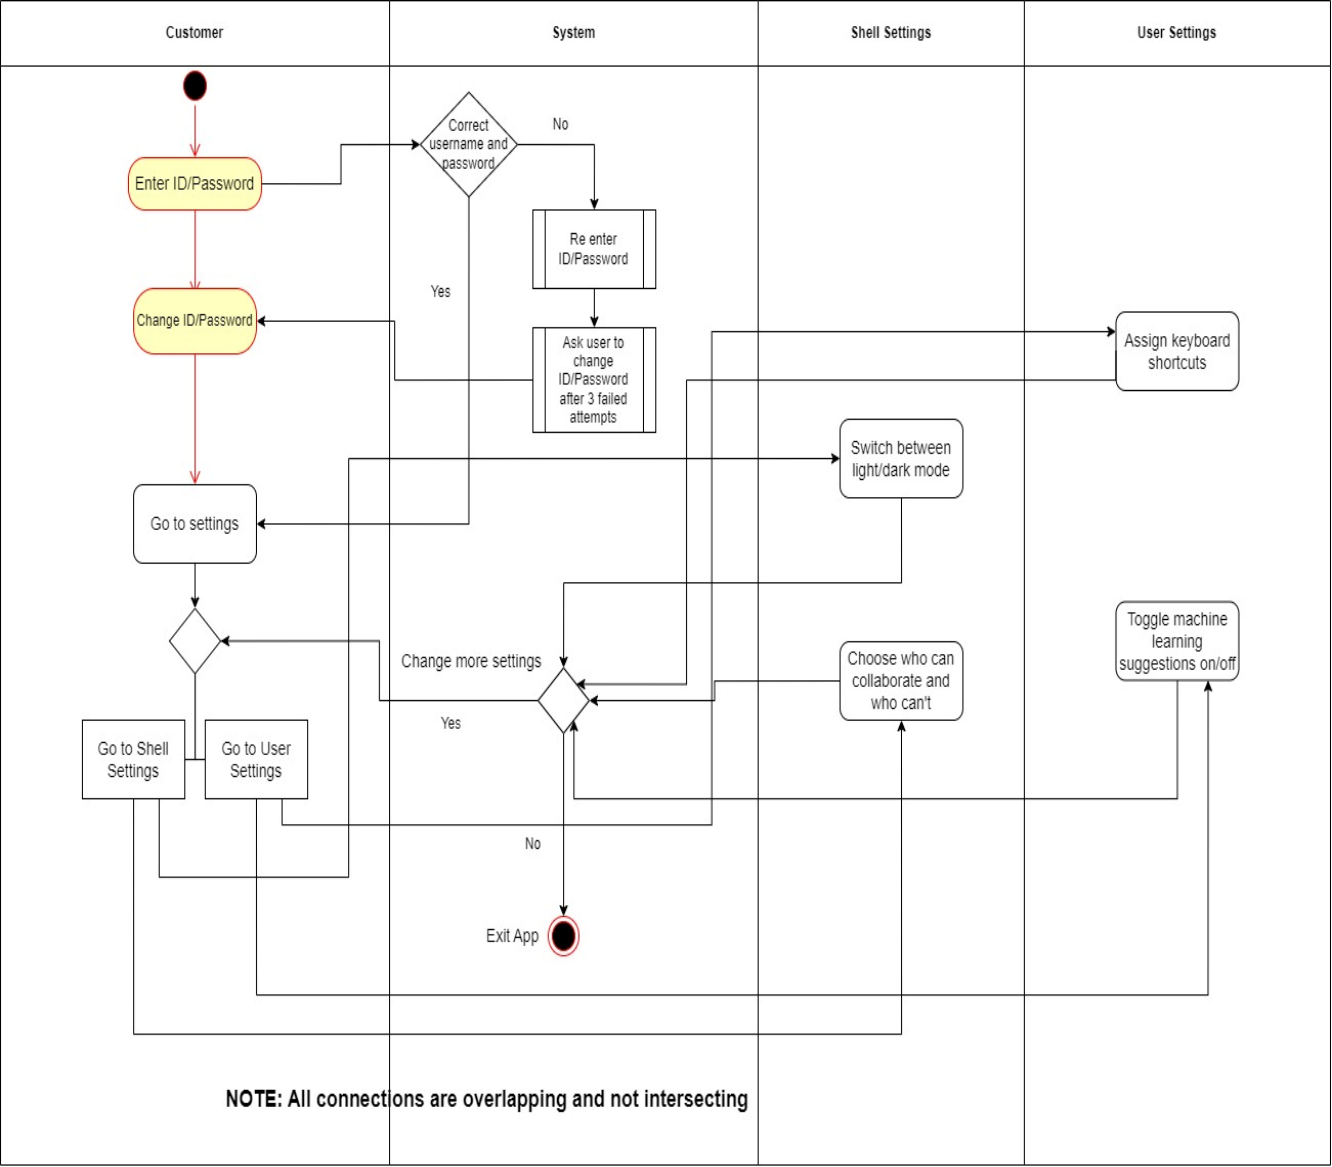 Customer
System
Shell Settings
User Settings
Correct
username and
password
No
Enter ID/Password
Re enter
ID/Password
Yes
Change ID/Password
Ask user to
change
ID/Password
after 3 failed
attempts
Assign keyboard
shortcuts
Switch between
light/dark mode
Go to settings
Toggle machine
learning
suggestions on/off
Change more settings
Choose who can
collaborate and
who can't
Yes
Go to Shell
Settings
Go to User
Settings
No
Exit App
NOTE: All connections are overlapping and not intersecting